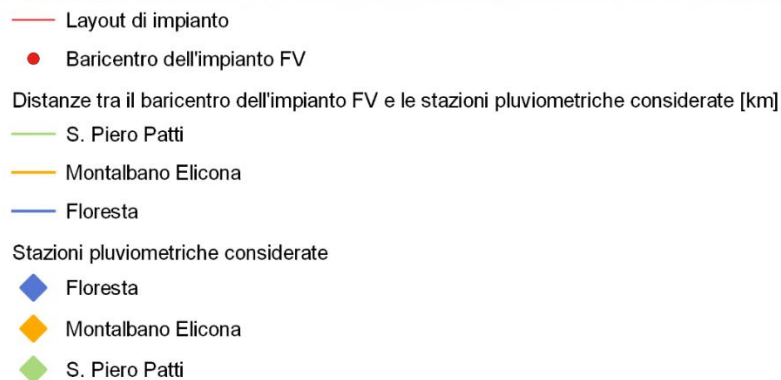 Layout di impianto
Baricentro dell'impianto FV
Distanze tra il baricentro dell'impianto FV e le stazioni pluviometriche considerate [km]
S. Piero Patti
Montalbano Elicona
Floresta
Stazioni pluviometriche considerate
Floresta
Montalbano Elicona
S. Piero Patti